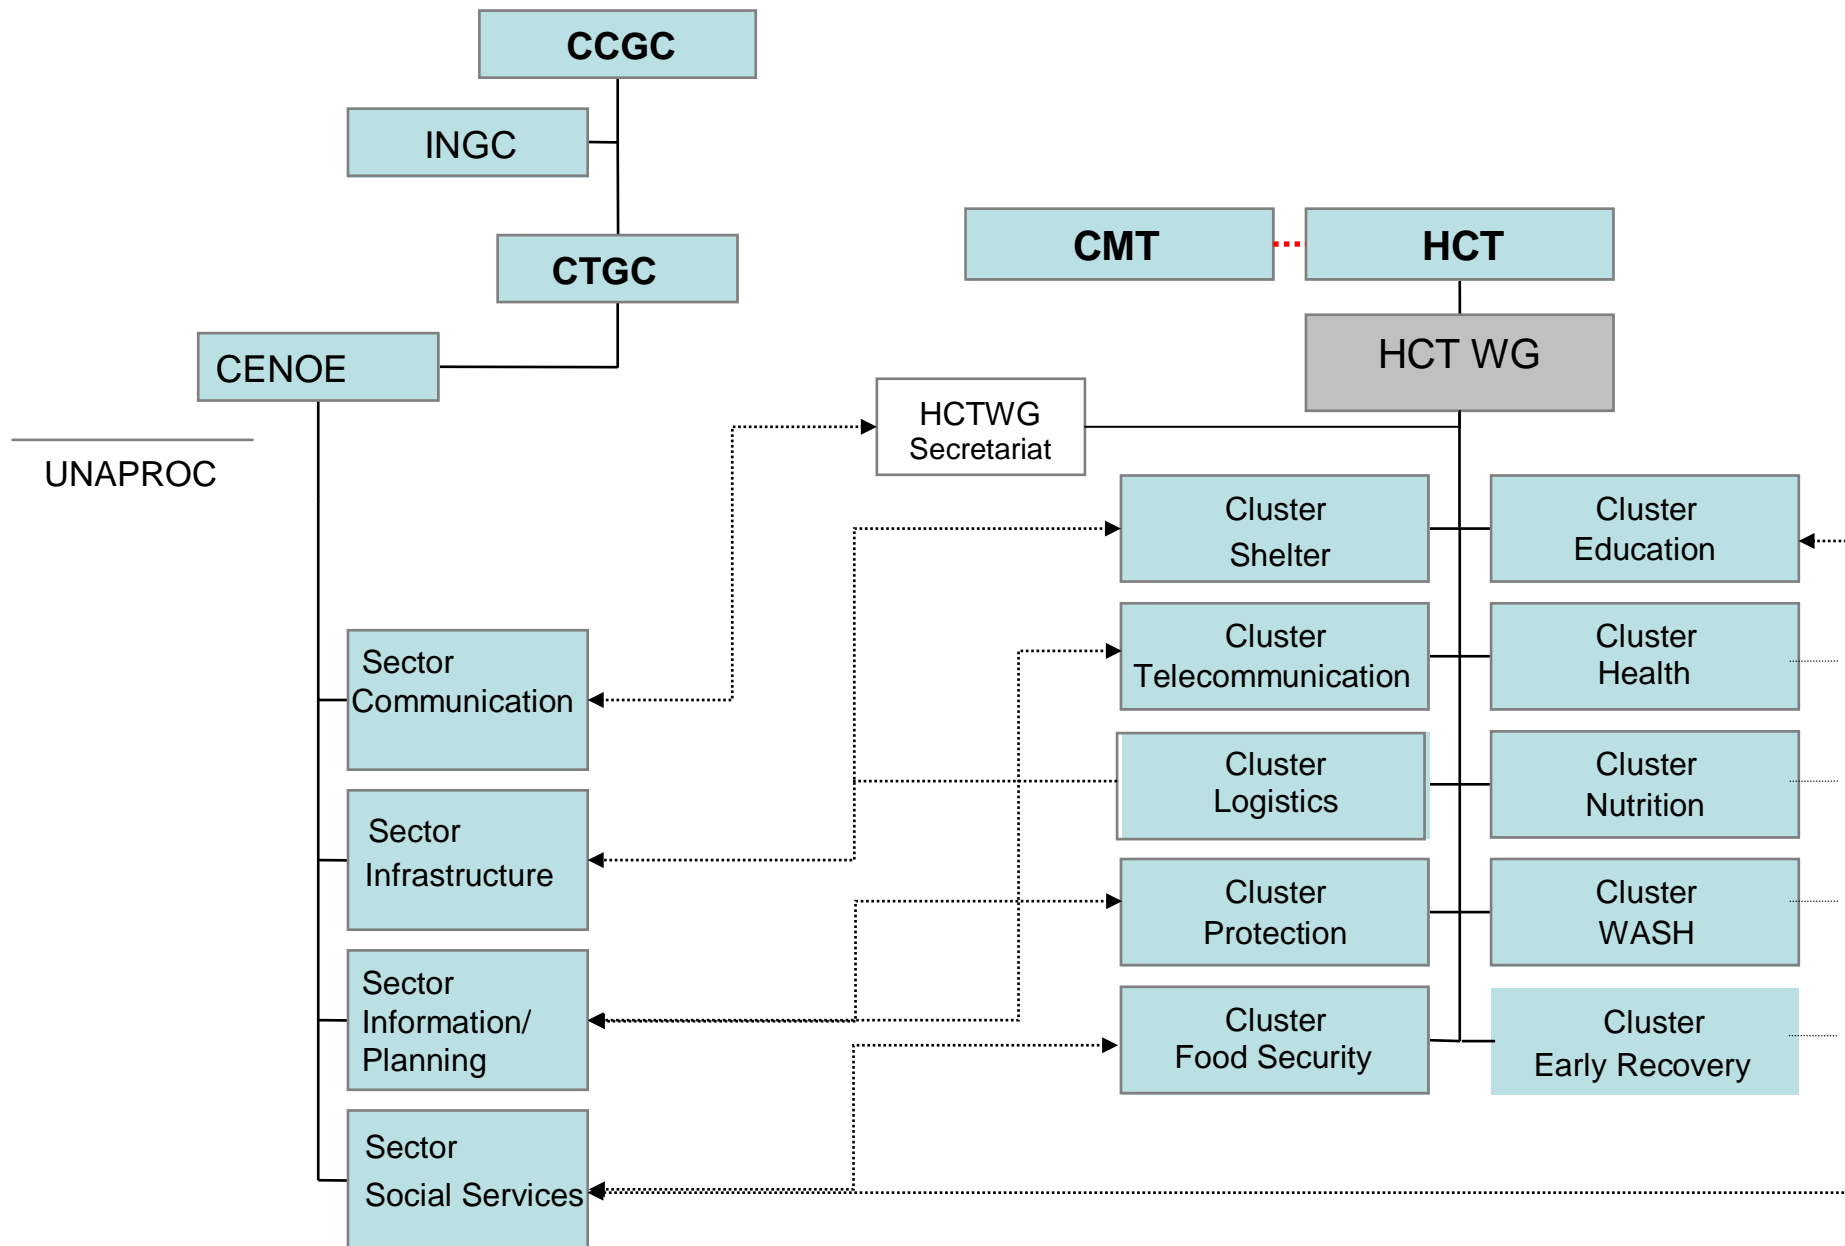 CCGC
INGC
CTGC
CMT
HCT
HCT WG
CENOE
HCTWG
Secretariat
UNAPROC
Cluster
Shelter
Cluster
Education
Sector
Communication
Cluster
Telecommunication
Cluster
Health
Cluster
Logistics
Cluster
Nutrition
Sector
Infrastructure
Cluster
Protection
Cluster
WASH
Sector
Information/
Planning
Cluster
Food Security
Cluster
Early Recovery
Sector
Social Services